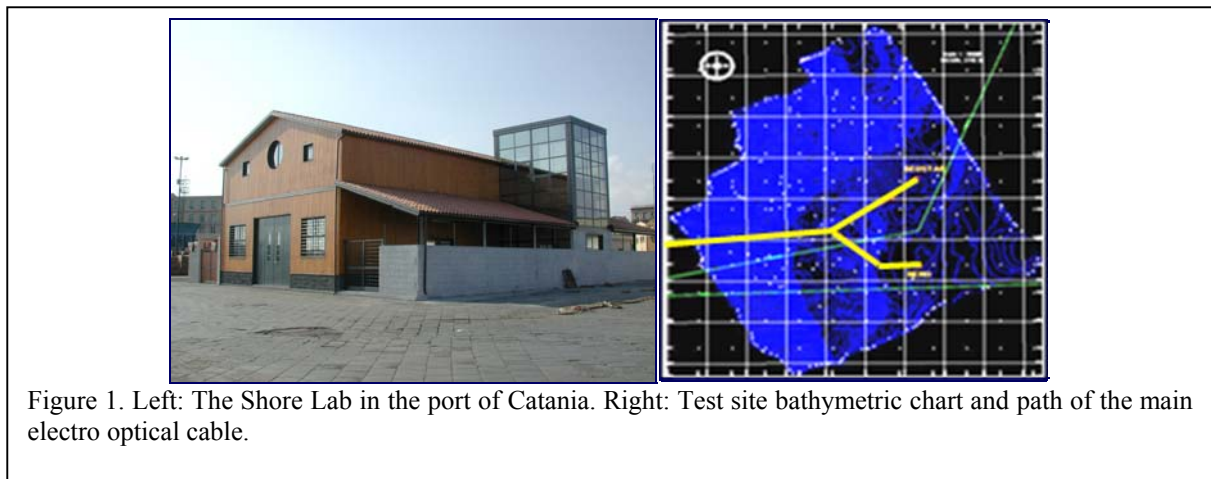 Figure 1. Left: The Shore Lab in the port of Catania. Right: Test site bathymetric chart and path of the main
electro optical cable.